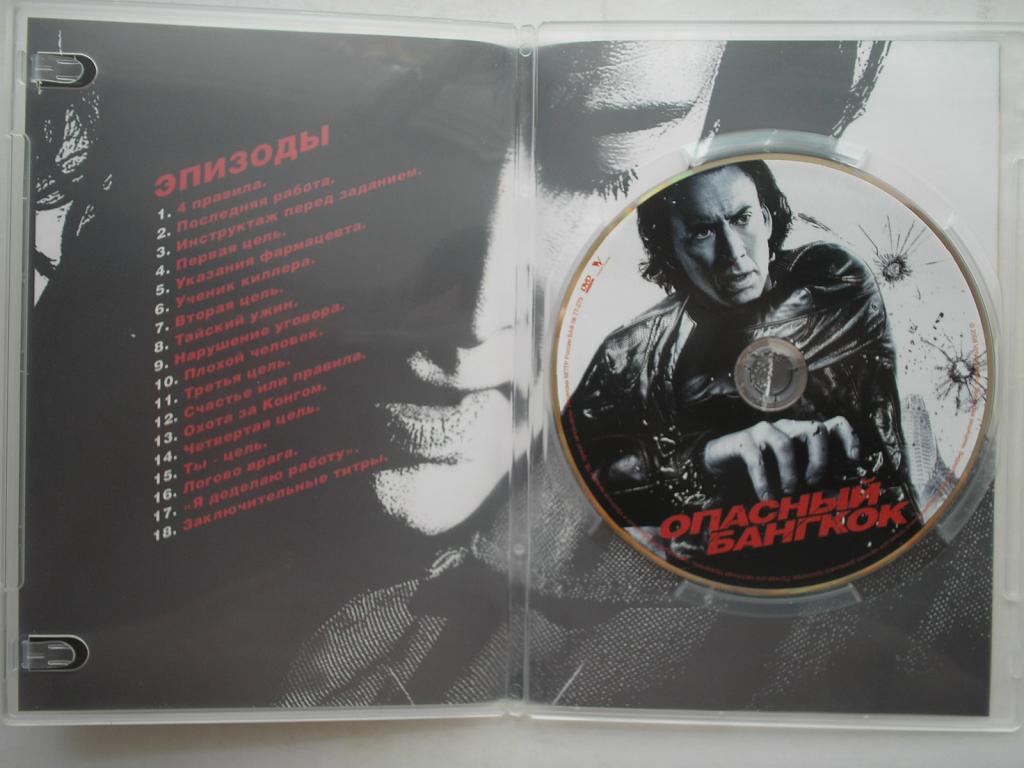 ЭПИЗОДЫ
1. 4 правила.
2. Последняя работа.
3. Инструктаж перед заданием.
4. Первая цель.
5. Указания фармацевта.
6. Ученик киллера.
7. Вторая цель.
8. Тайский ужин.
9. Нарушение уговора.
10. Плохой человек.
11. Третья цель.
12. Счастье или правила.
13. Охота за Конгом.
14. Четвертая цель.
15. Ты - цель.
16. Логово врага.
17. «Я доделаю работу».
18. Заключительные титры.
DVD
ОПАСНЫЙ
БАНГКОК